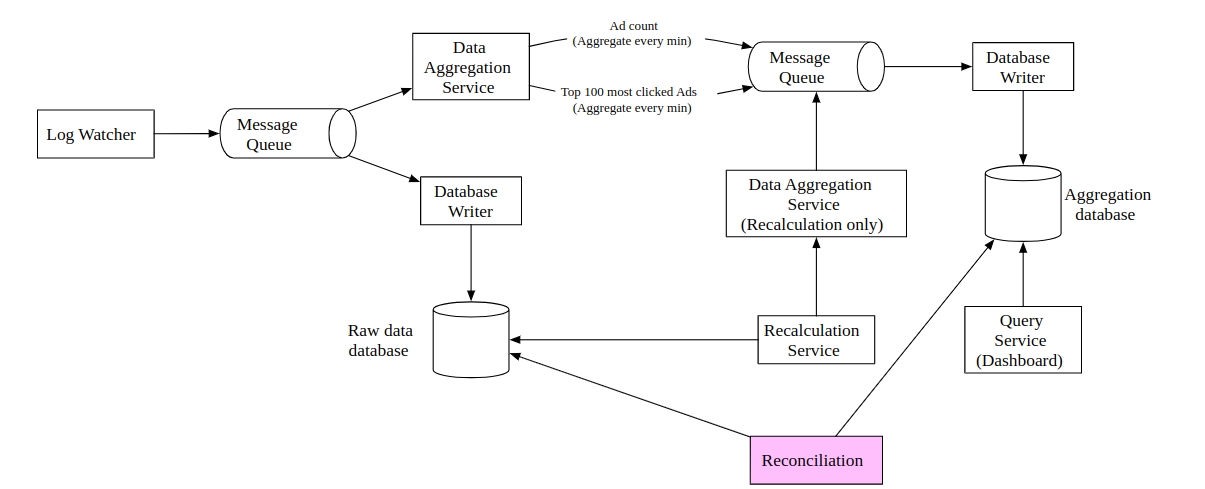 Log Watcher
Message
Queue
Data
Aggregation
Service
Ad count
(Aggregate every min)
Top 100 most clicked Ads
(Aggregate every min)
Message
Queue
Database
Writer
Database
Writer
Data Aggregation
Service
(Recalculation only)
Aggregation
database
Raw data
database
Recalculation
Service
Query
Service
(Dashboard)
Reconciliation